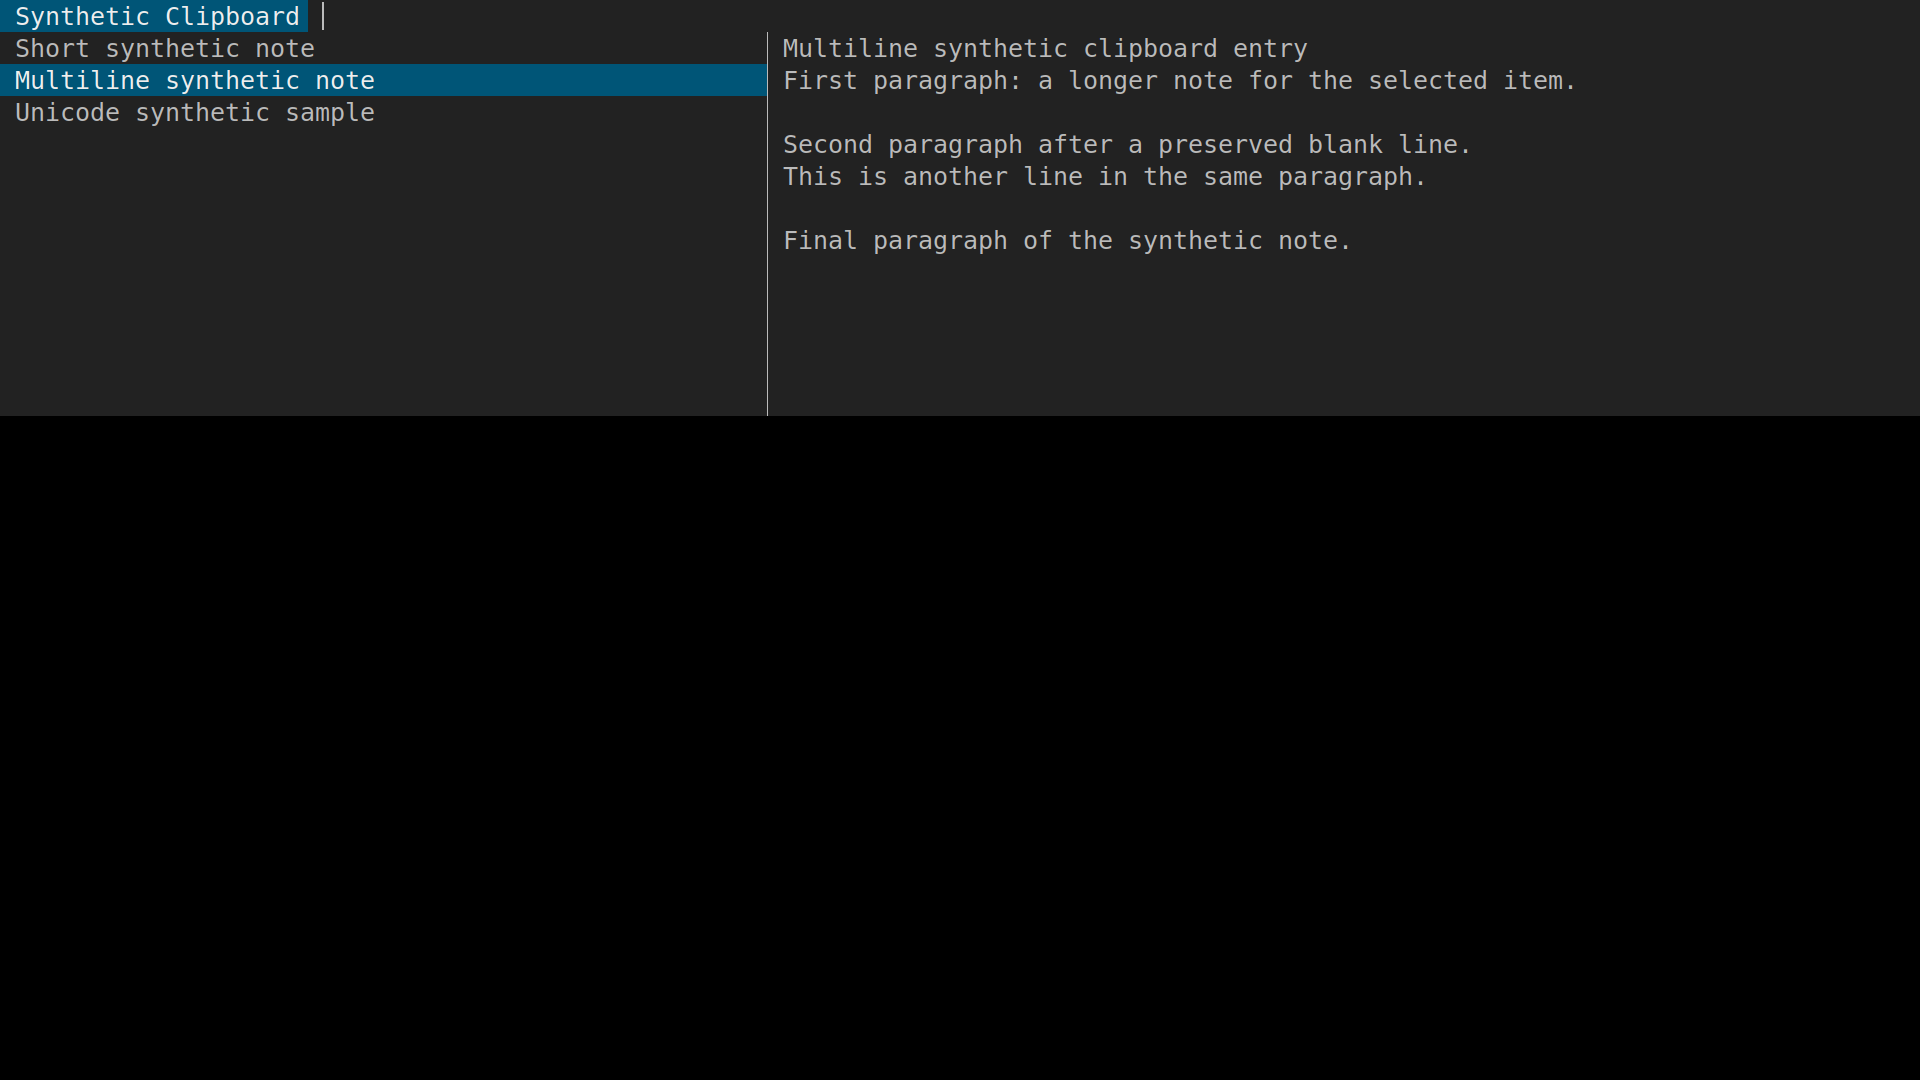 Synthetic Clipboard
Short synthetic note
Multiline synthetic note
Unicode synthetic sample
Multiline synthetic clipboard entry
First paragraph: a longer note for the selected item.

Second paragraph after a preserved blank line.
This is another line in the same paragraph.

Final paragraph of the synthetic note.